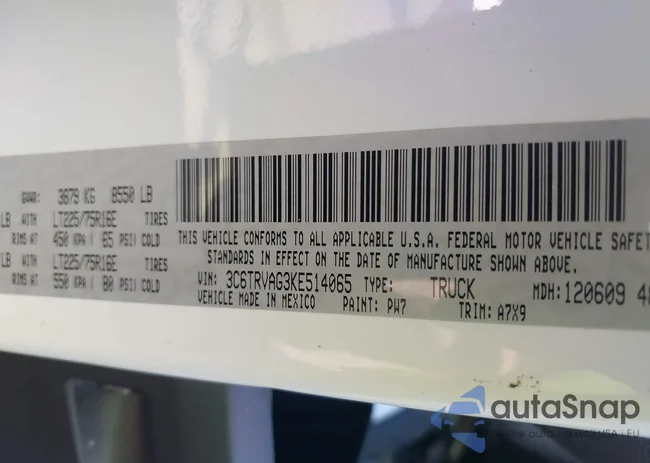 GVWR: 3879 KG 8550 LB
LB WITH LT225/75R16E TIRES
RIMS AT 450 KPA ( 65 PSI) COLD
LB WITH LT225/75R16E TIRES
RIMS AT 550 KPA ( 80 PSI) COLD
THIS VEHICLE CONFORMS TO ALL APPLICABLE U.S.A. FEDERAL MOTOR VEHICLE SAFET
STANDARDS IN EFFECT ON THE DATE OF MANUFACTURE SHOWN ABOVE.
VIN: 3C6TRVAG3KE514065 TYPE: TRUCK MDH: 120609
VEHICLE MADE IN MEXICO PAINT: PW7 TRIM: A7X9
autaSnap
USA | EU